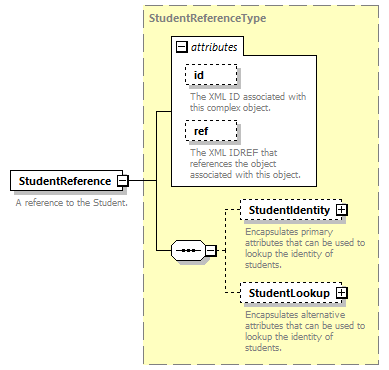 StudentReferenceType
attributes
id
The XML ID associated with
this complex object.
ref
The XML IDREF that
references the object
associated with this object.
StudentReference
A reference to the Student.
StudentIdentity
Encapsulates primary
attributes that can be used to
lookup the identity of
students.
StudentLookup
Encapsulates alternative
attributes that can be used to
lookup the identity of
students.